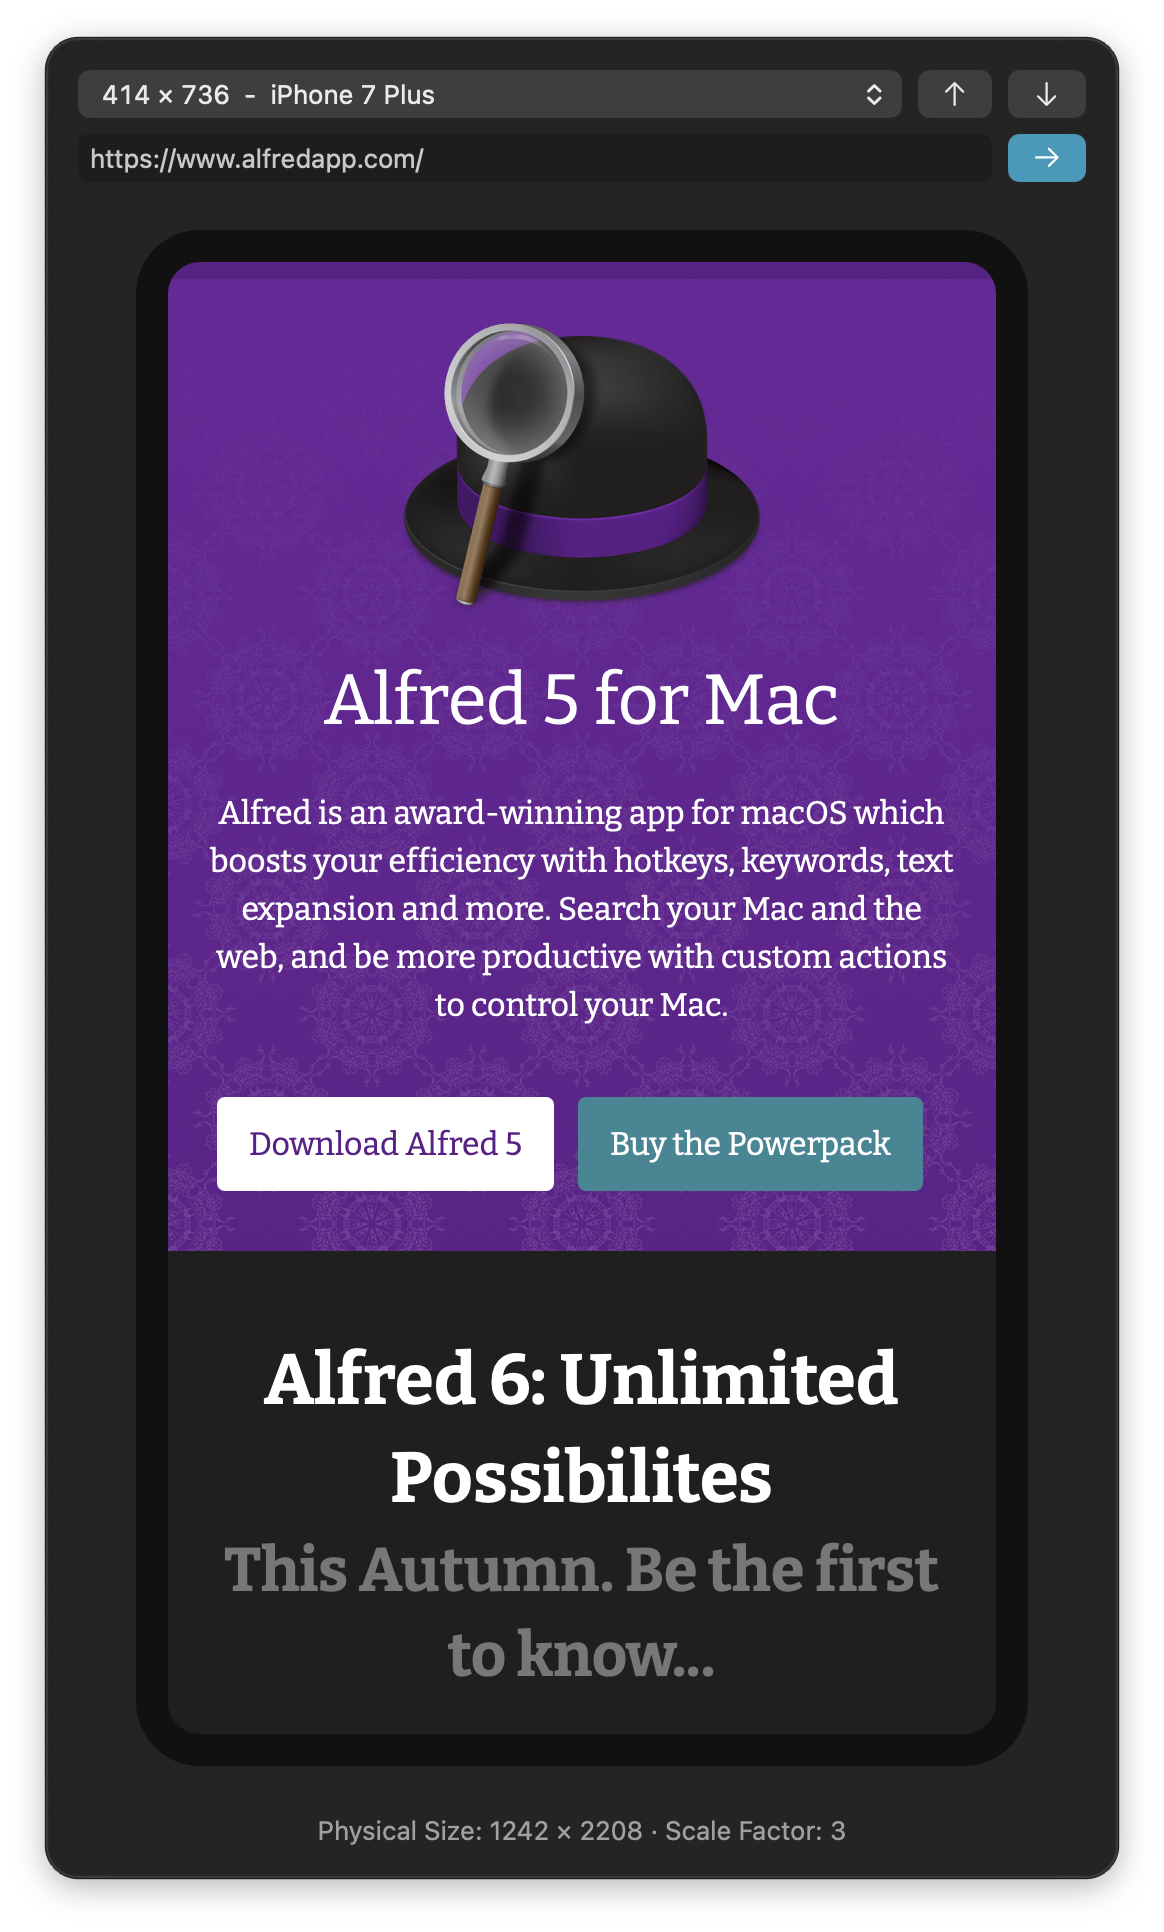 414 × 736 - iPhone 7 Plus
https://www.alfredapp.com/
Alfred 5 for Mac
Alfred is an award-winning app for macOS which
boosts your efficiency with hotkeys, keywords, text
expansion and more. Search your Mac and the
web, and be more productive with custom actions
to control your Mac.
Download Alfred 5
Buy the Powerpack
Alfred 6: Unlimited
Possibilites
This Autumn. Be the first
to know...
Physical Size: 1242 × 2208 · Scale Factor: 3